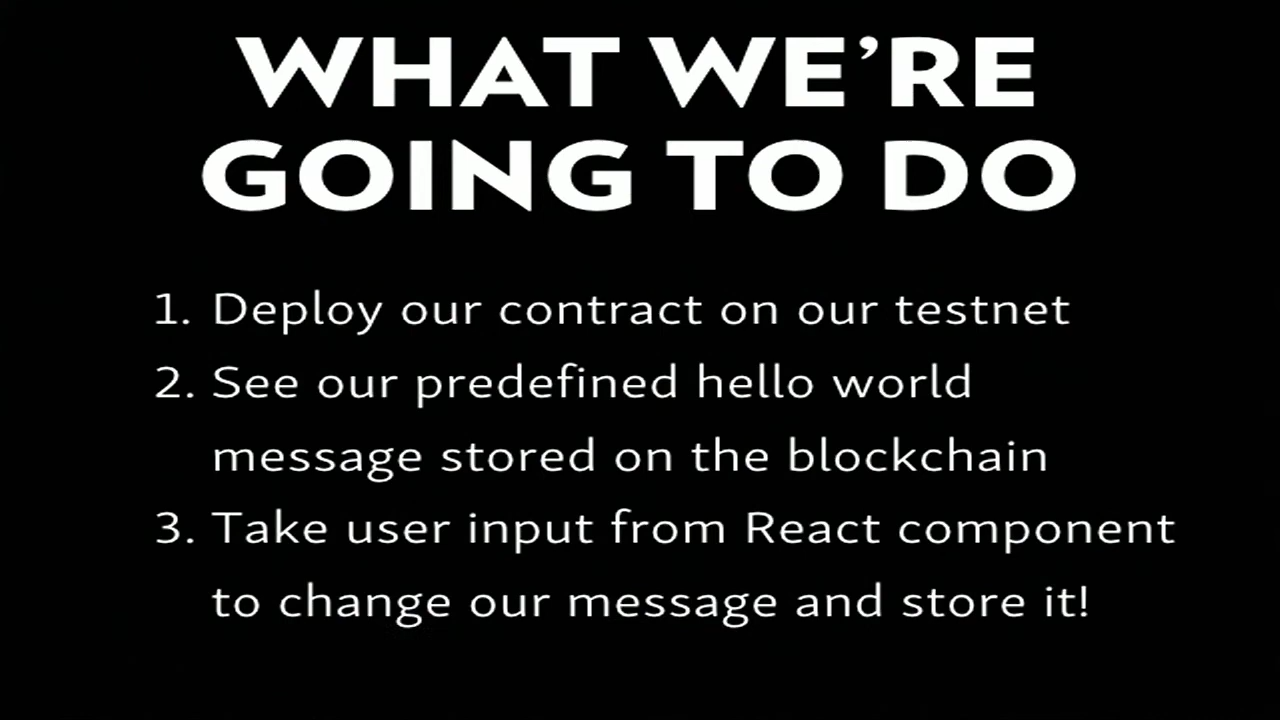 WHAT WE’RE
GOING TO DO
1. Deploy our contract on our testnet
2. See our predefined hello world
message stored on the blockchain
3. Take user input from React component
to change our message and store it!